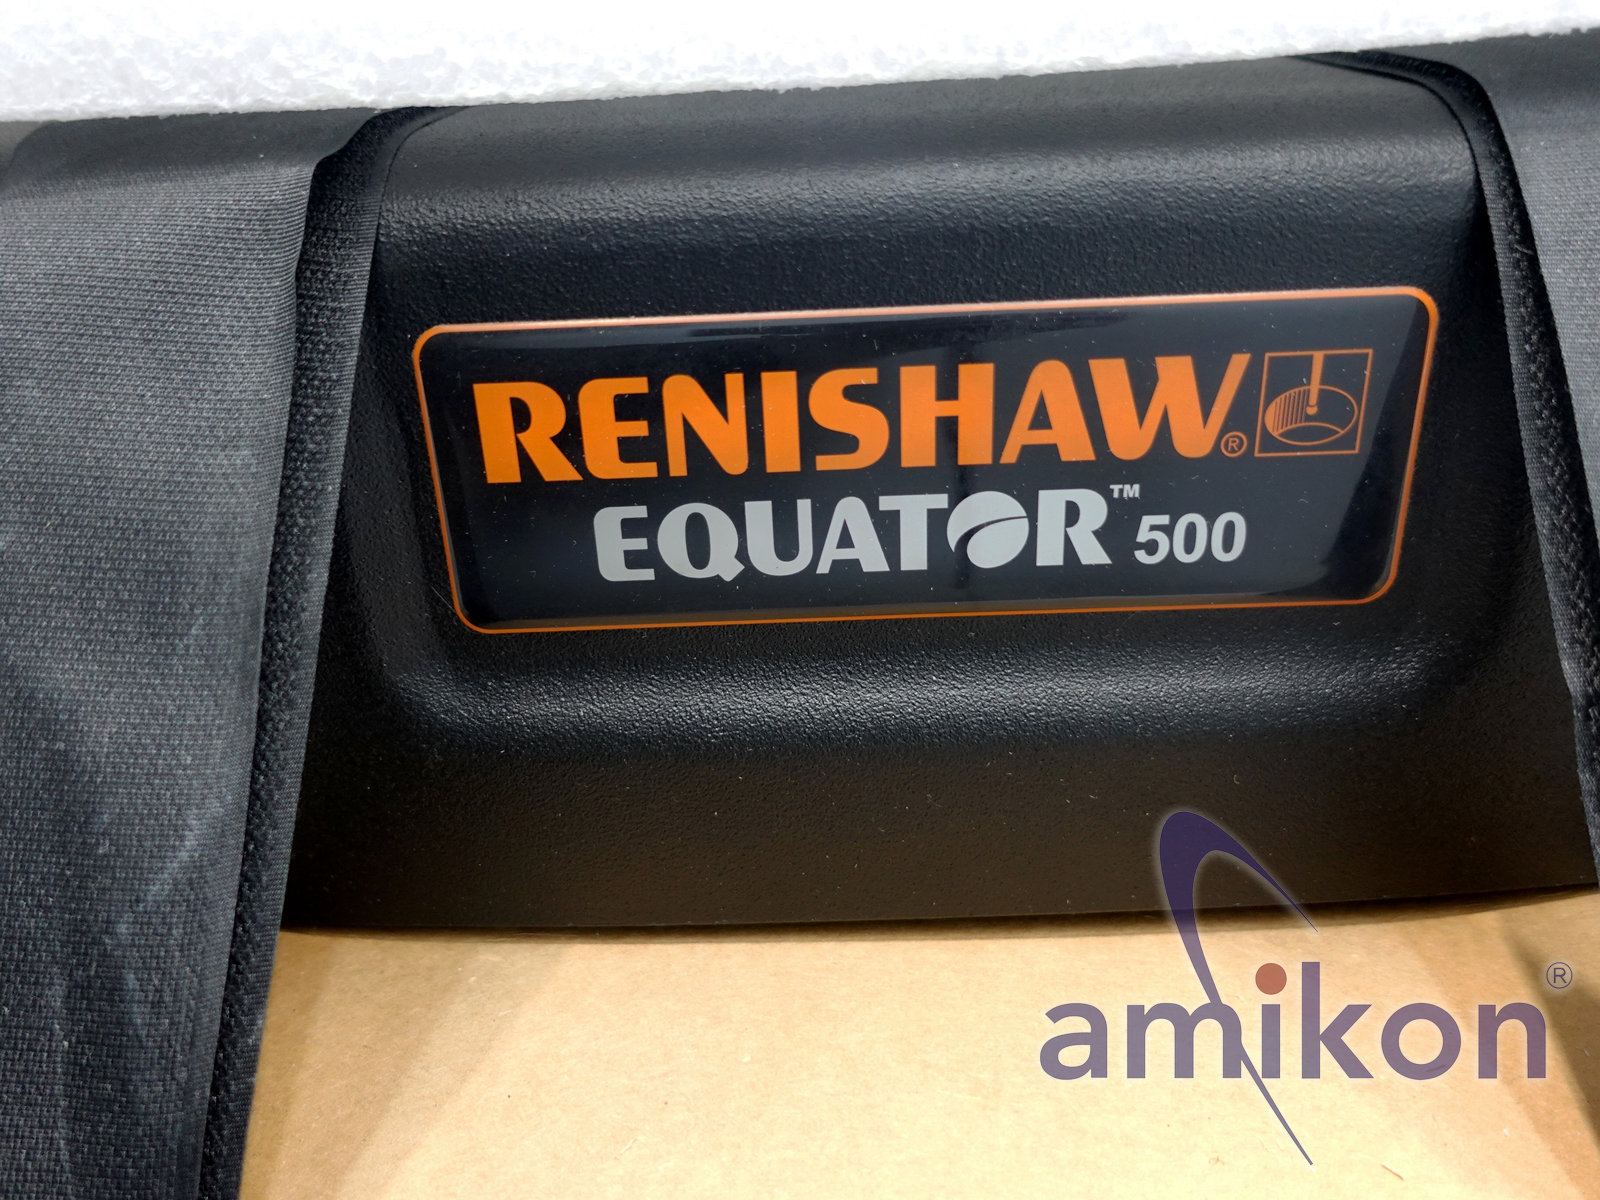 RENISHAW®
EQUATOR™ 500
amikon®